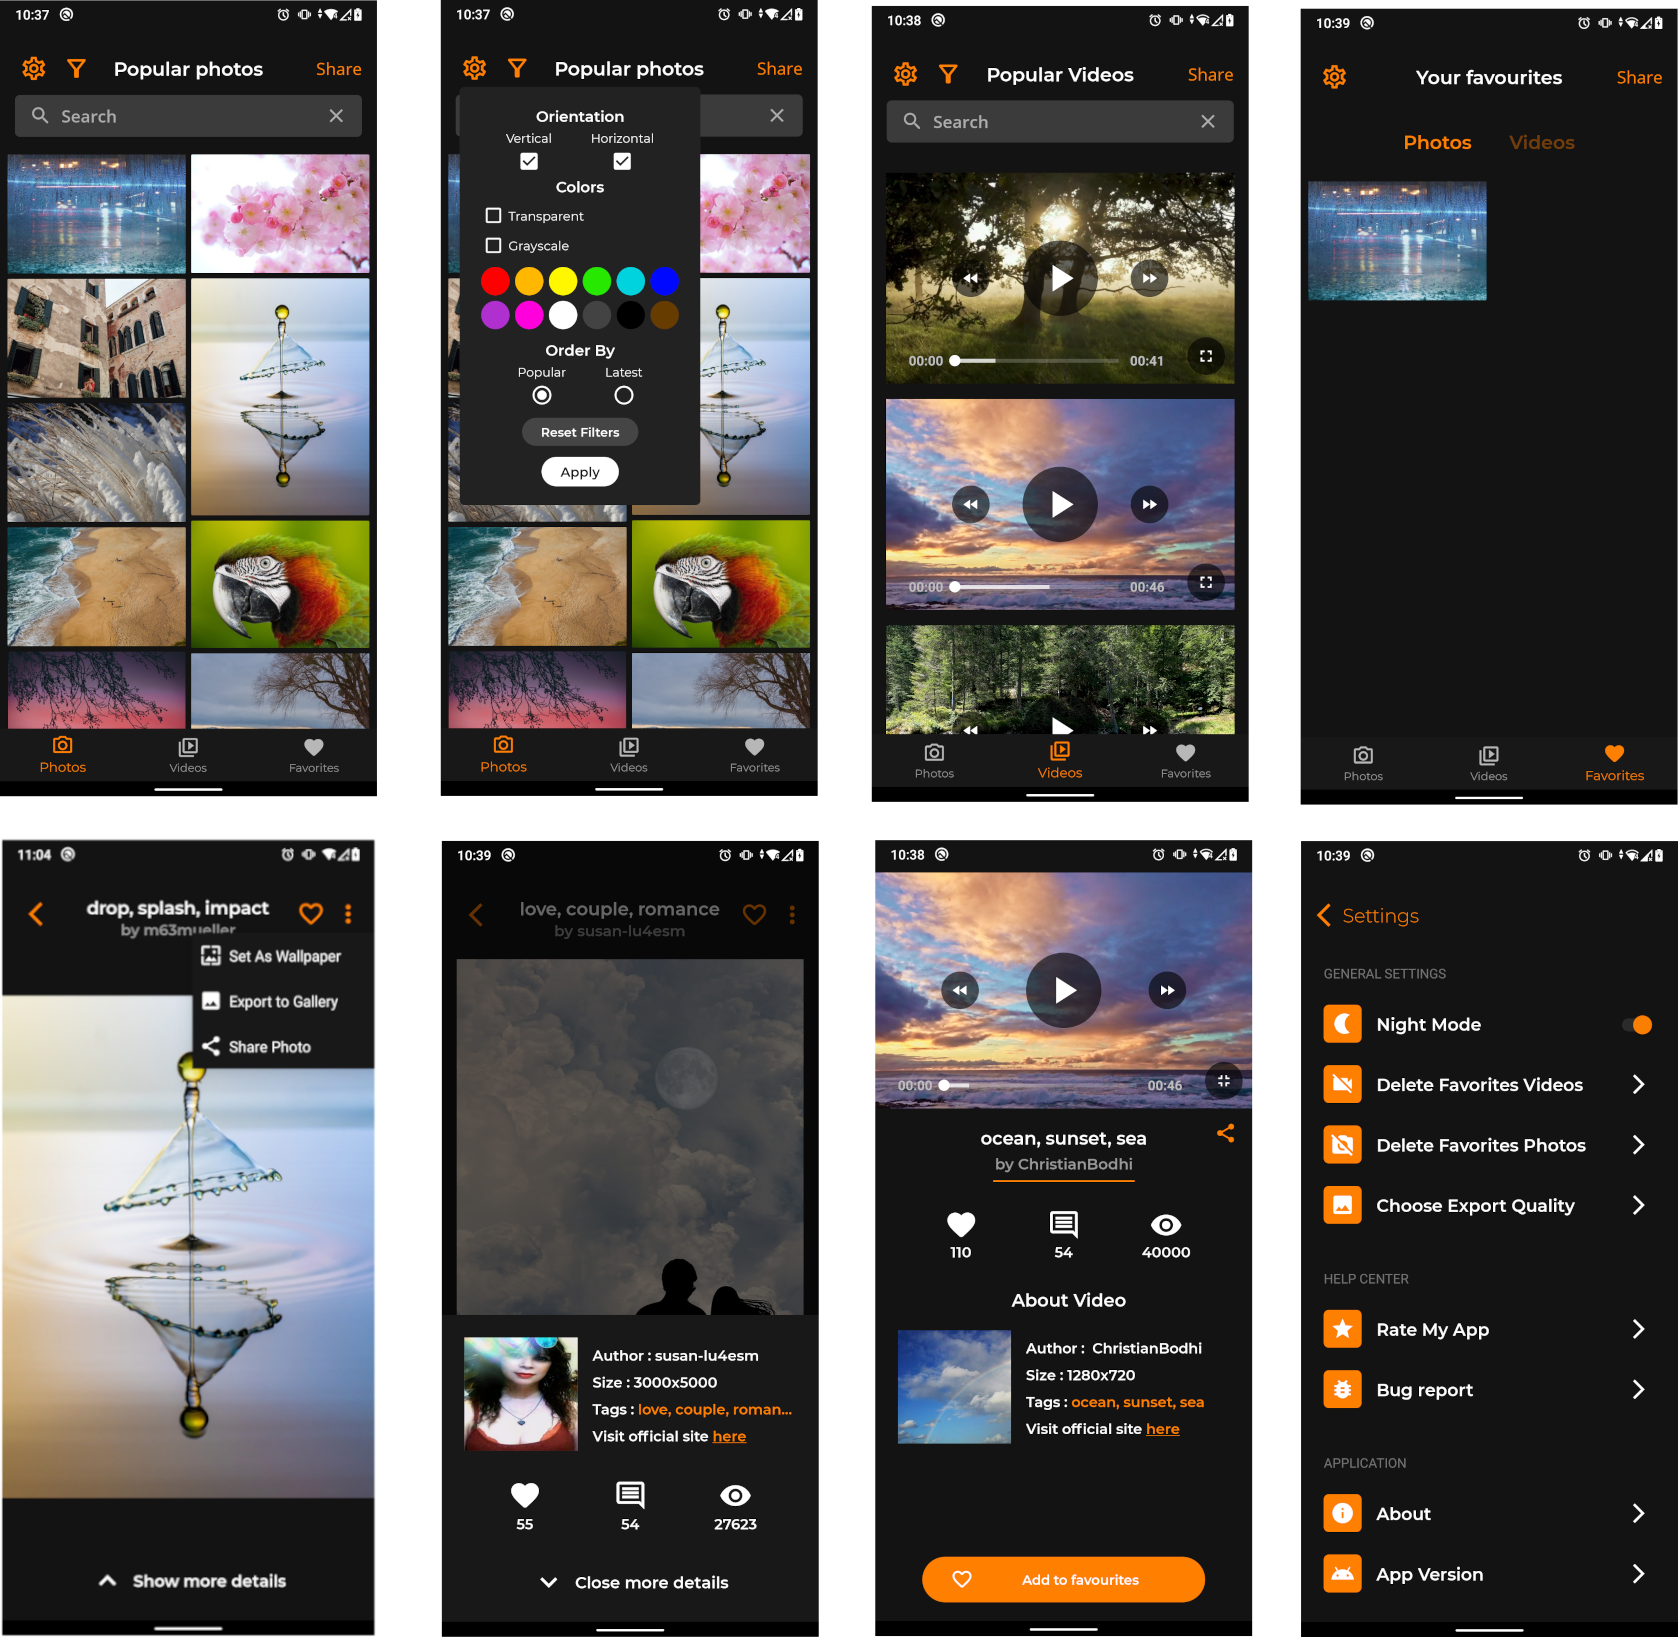 10:37
Popular photos
Share
Search
Photos
Videos
Favorites
10:37
Popular photos
Share
Orientation
Vertical
Horizontal
Colors
Transparent
Grayscale
Order By
Popular
Latest
Reset Filters
Apply
Photos
Videos
Favorites
10:38
Popular Videos
Share
Search
00:00
00:41
00:00
00:46
Photos
Videos
Favorites
10:39
Your favourites
Share
Photos
Videos
Photos
Videos
Favorites
11:04
drop, splash, impact
by m63mueller
Set As Wallpaper
Export to Gallery
Share Photo
Show more details
10:39
love, couple, romance
by susan-lu4esm
Author : susan-lu4esm
Size : 3000x5000
Tags : love, couple, roman...
Visit official site here
55
54
27623
Close more details
10:38
00:00
00:46
ocean, sunset, sea
by ChristianBodhi
110
54
40000
About Video
Author : ChristianBodhi
Size : 1280x720
Tags : ocean, sunset, sea
Visit official site here
Add to favourites
10:39
Settings
GENERAL SETTINGS
Night Mode
Delete Favorites Videos
Delete Favorites Photos
Choose Export Quality
HELP CENTER
Rate My App
Bug report
APPLICATION
About
App Version